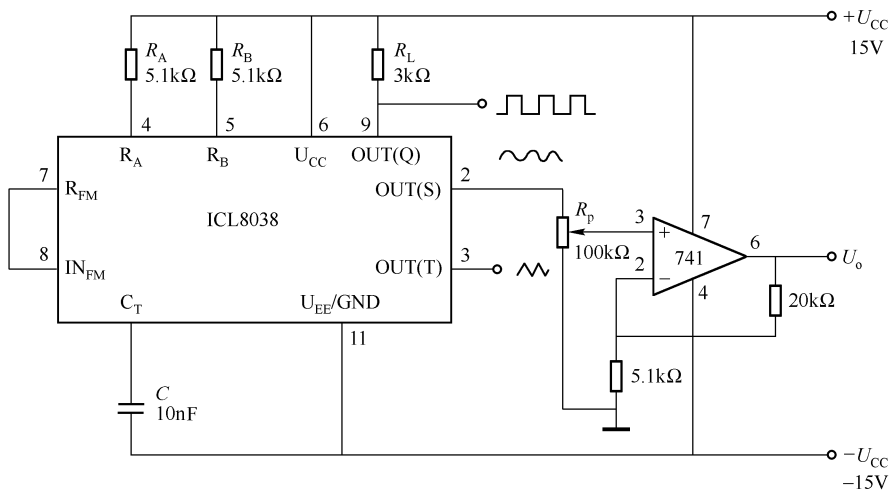 +U_CC
15V
R_A
5.1kΩ
R_B
5.1kΩ
R_L
3kΩ
4
5
6
9
R_A
R_B
U_CC
OUT(Q)
7
R_FM
OUT(S)
2
ICL8038
R_p
100kΩ
3
+
7
741
6
U_o
8
IN_FM
OUT(T)
3
2
−
4
20kΩ
C_T
U_EE/GND
11
5.1kΩ
C
10nF
−U_CC
−15V